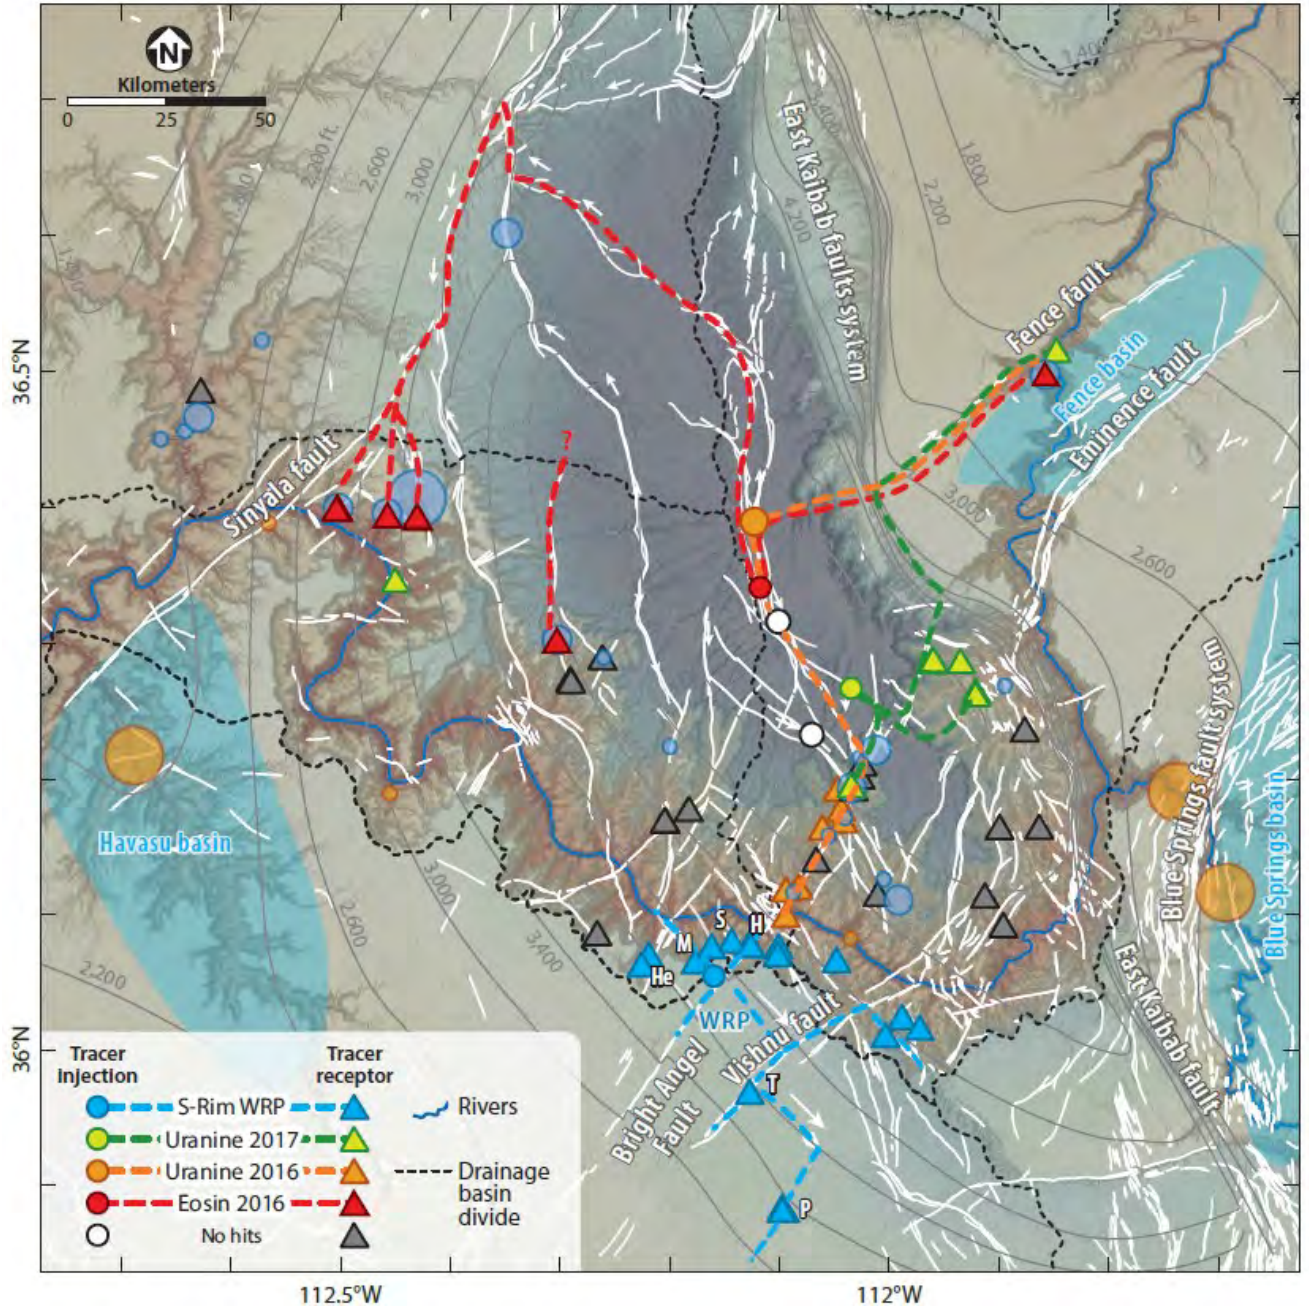 N
Kilometers
0 25 50
2,200 ft.
2,600
3,000
3,400
4,200
1,800
2,200
2,400
East Kaibab faults system
36.5°N
Fence fault
Fence basin
Eminence fault
Sinyala fault
3,000
2,600
Havasu basin
Blue Springs fault system
Blue Springs basin
3,000
2,600
2,200
3,400
S
H
M
He
WRP
Vishnu fault
T
P
Bright Angel
Fault
East Kaibab fault
36°N
Tracer
injection
Tracer
receptor
S-Rim WRP
Uranine 2017
Uranine 2016
Eosin 2016
No hits
Rivers
Drainage
basin
divide
112.5°W
112°W